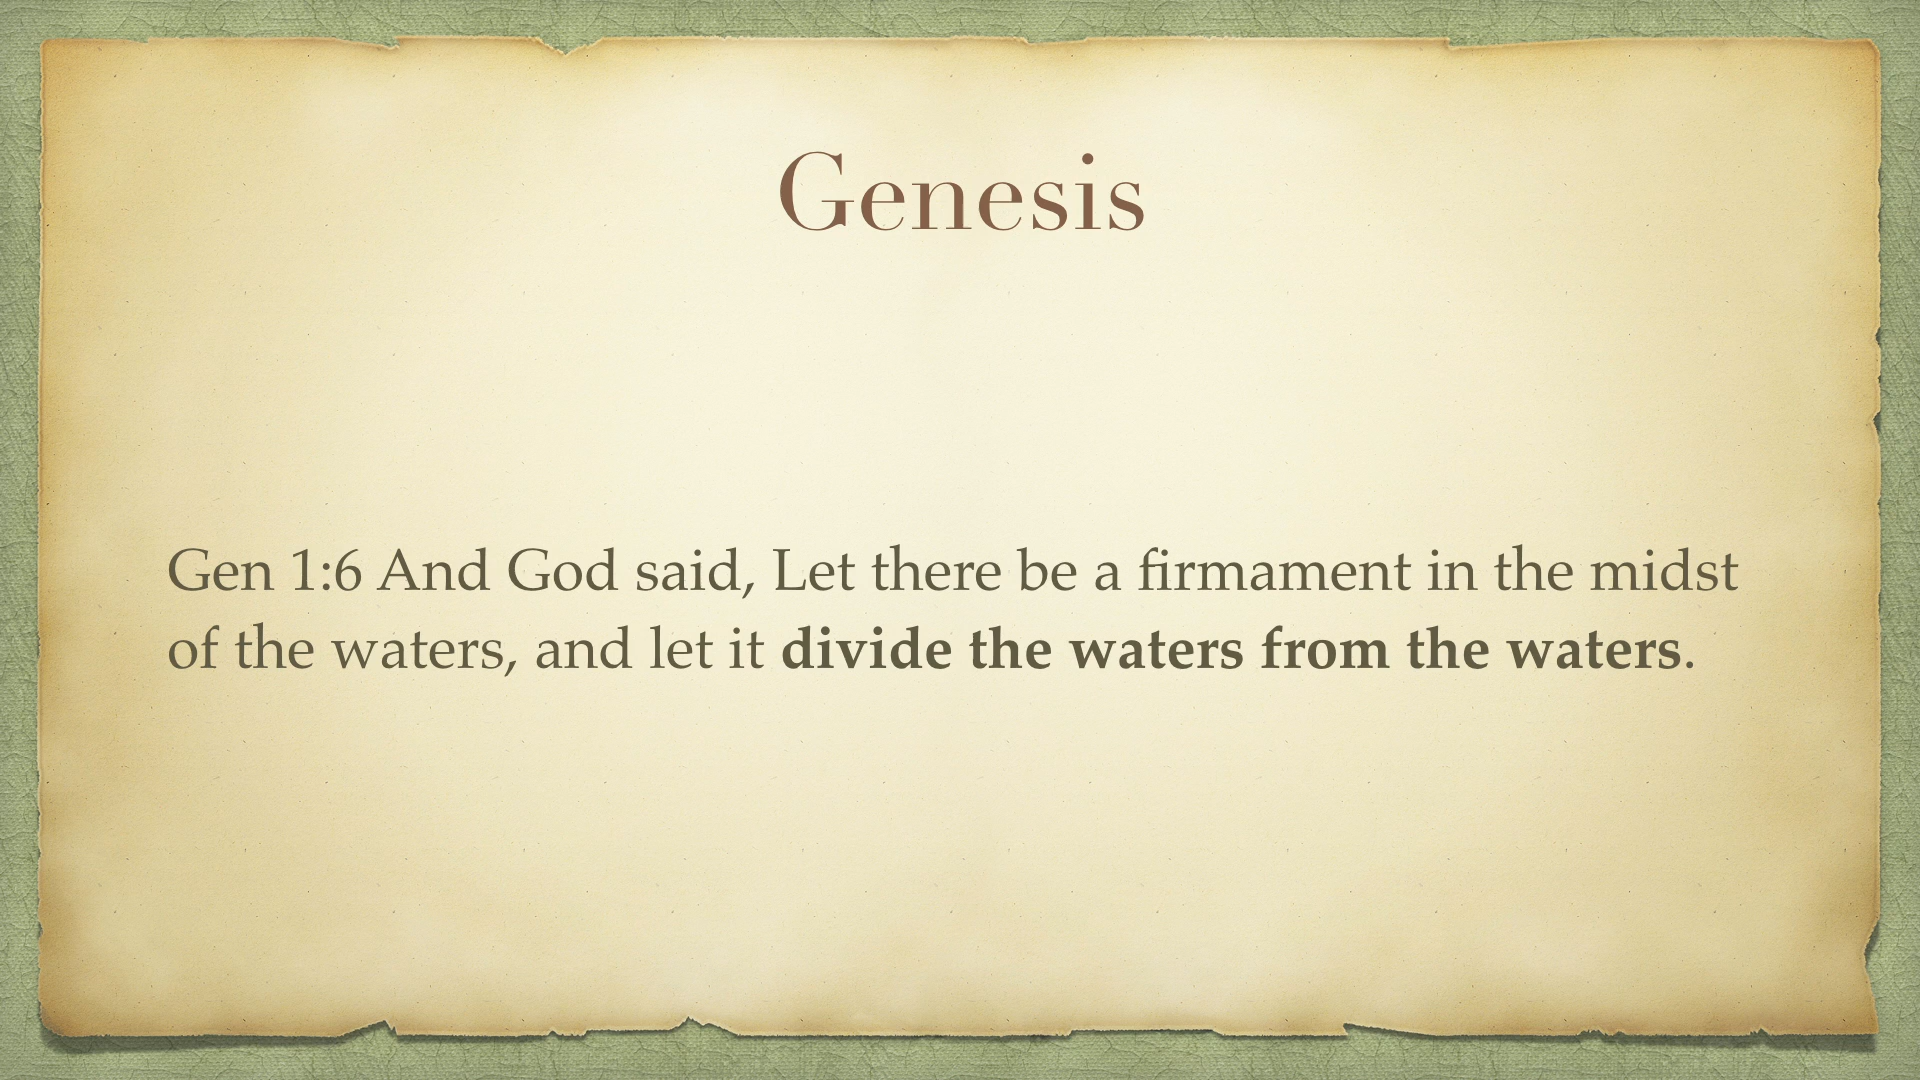 Genesis
Gen 1:6 And God said, Let there be a firmament in the midst
of the waters, and let it divide the waters from the waters.